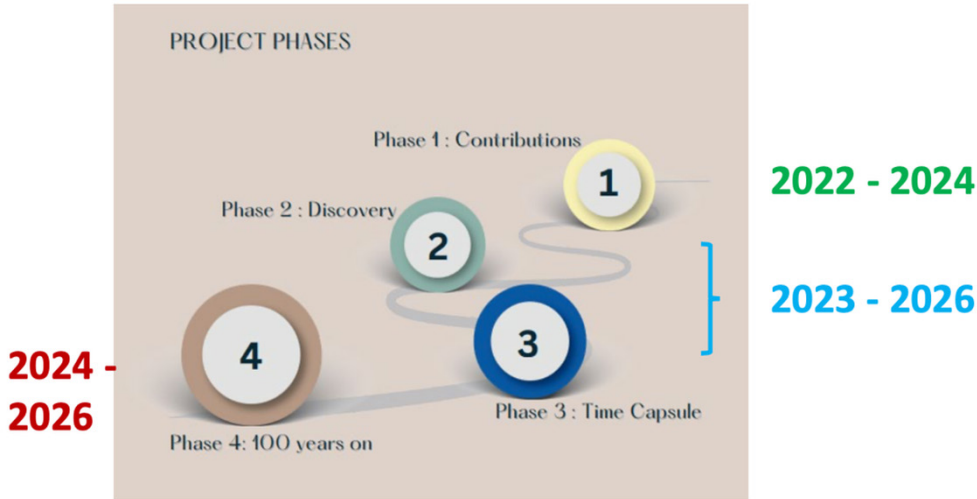 PROJECT PHASES
Phase 1 : Contributions
1
2022 - 2024
Phase 2 : Discovery
2
2023 - 2026
3
Phase 3 : Time Capsule
4
2024 -
2026
Phase 4: 100 years on